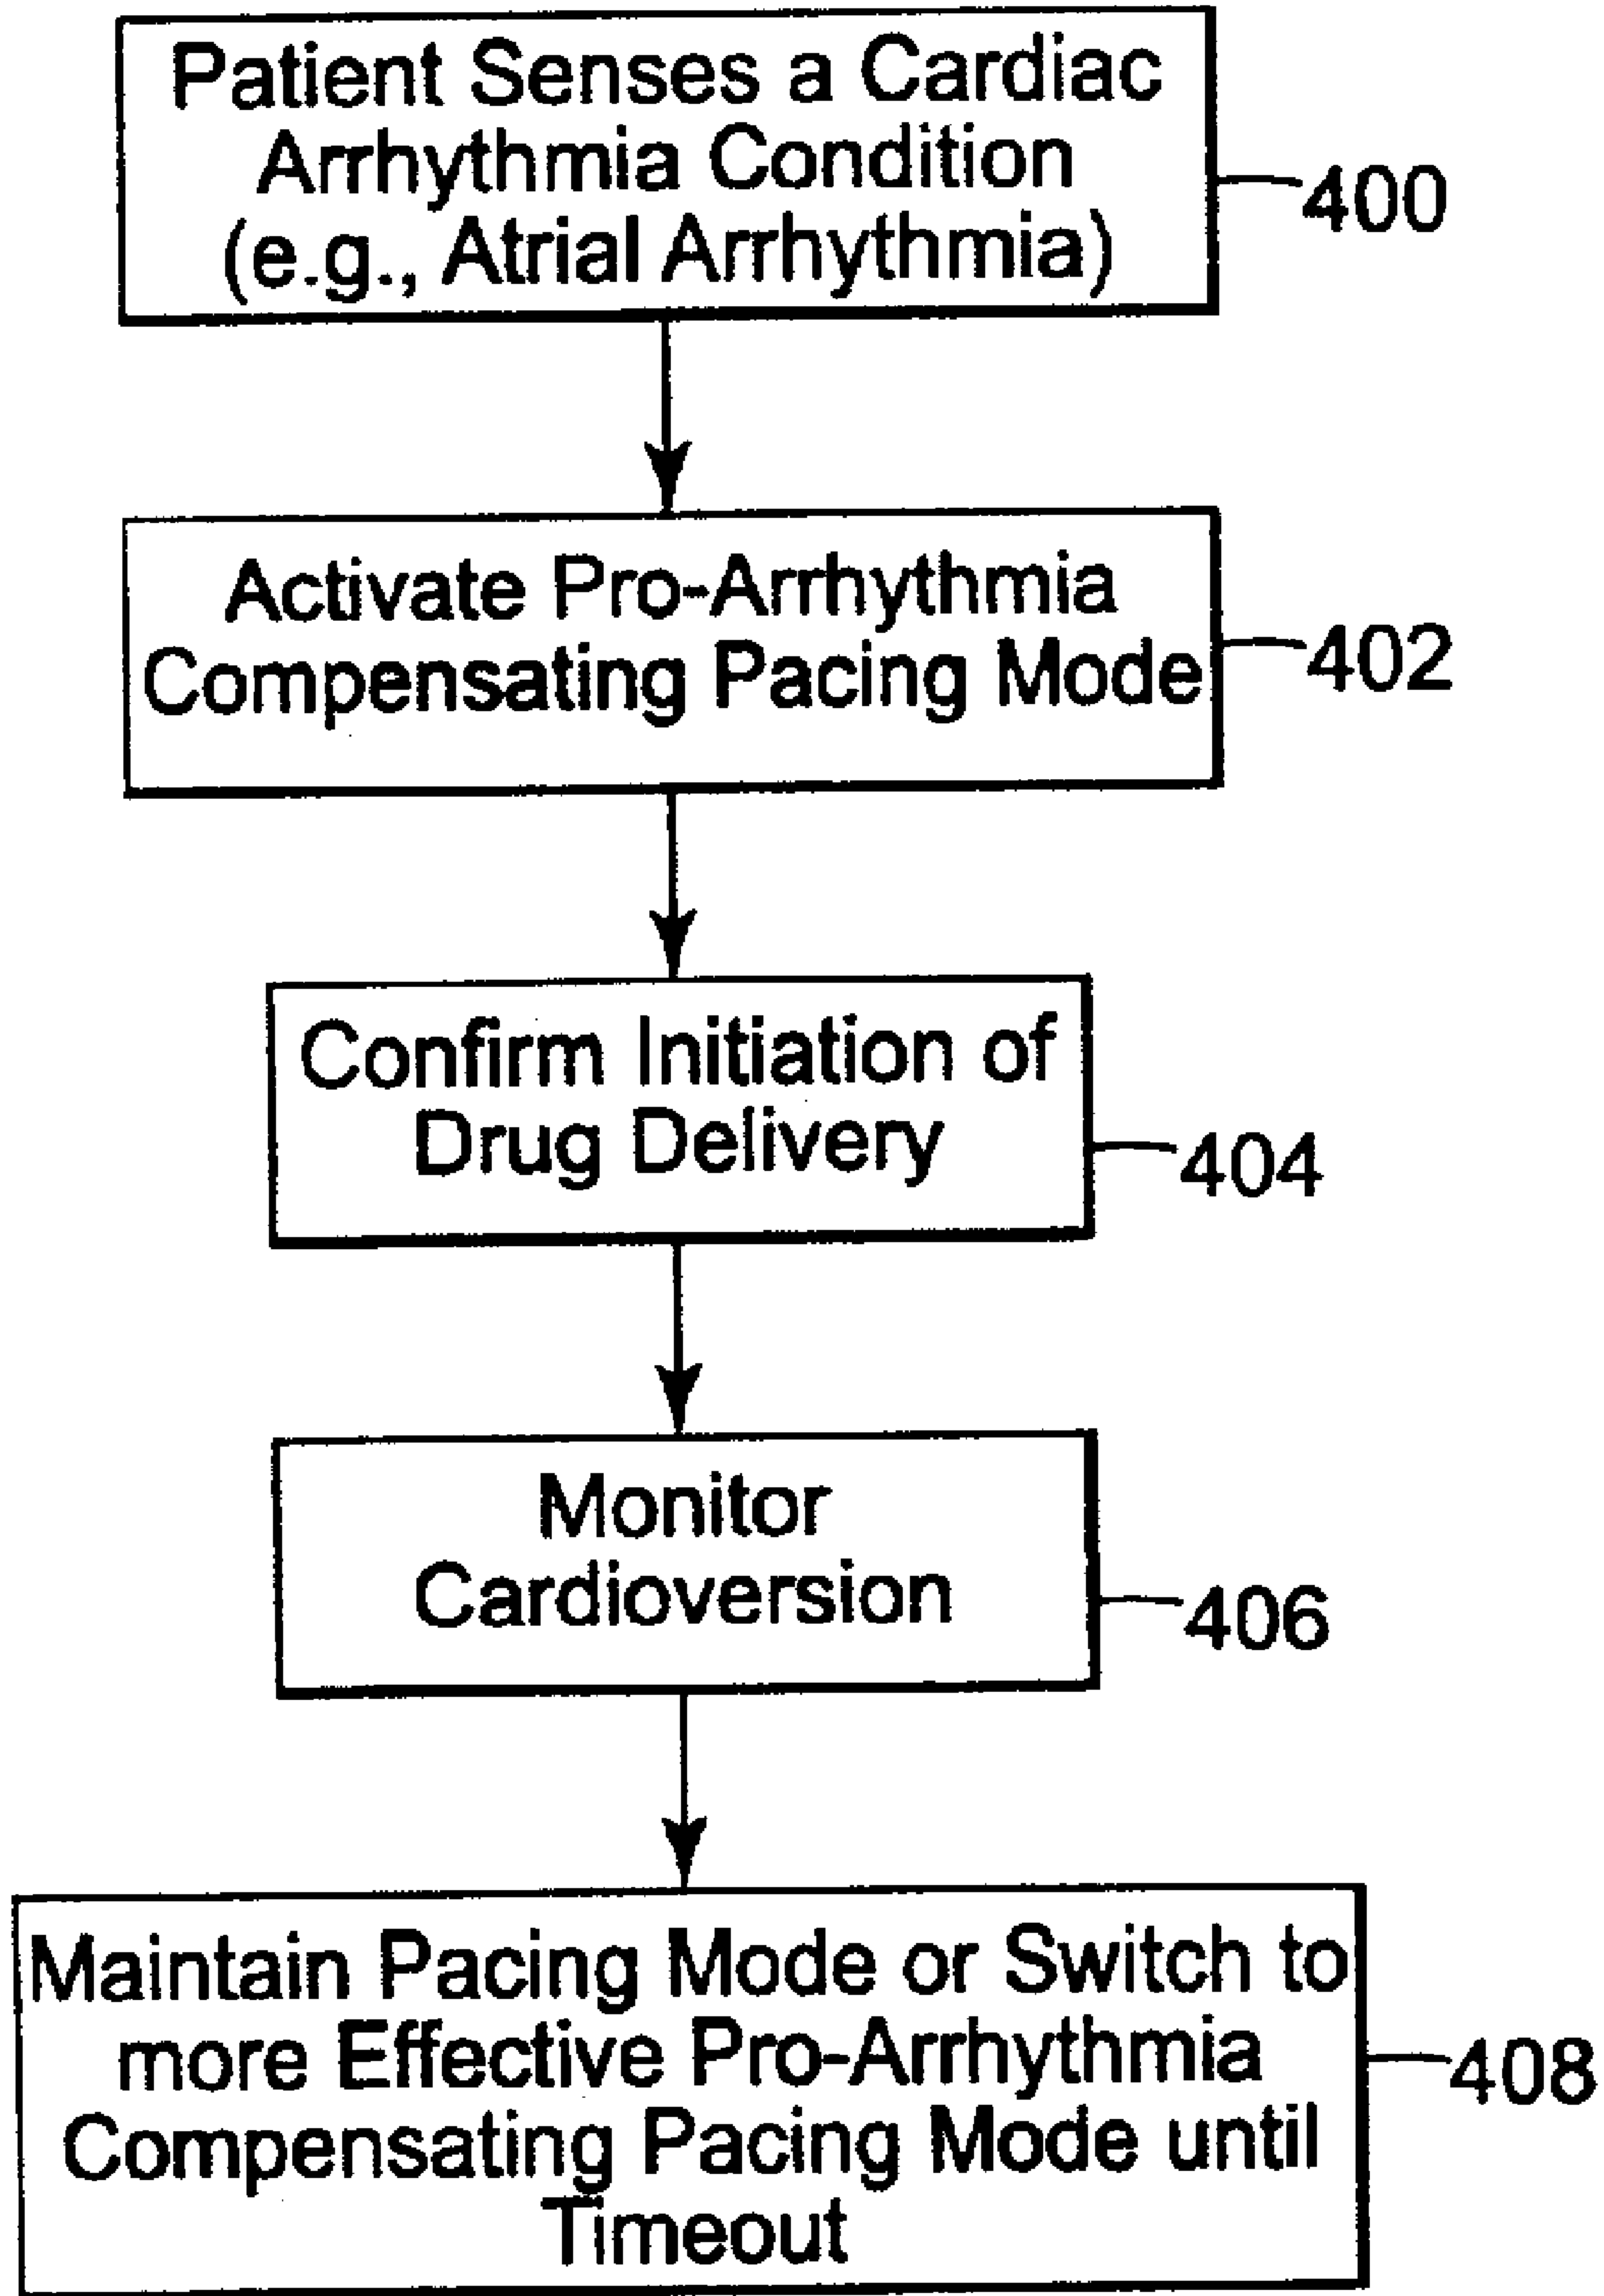 Patient Senses a Cardiac
Arrhythmia Condition
(e.g., Atrial Arrhythmia)
400
Activate Pro-Arrhythmia
Compensating Pacing Mode
402
Confirm Initiation of
Drug Delivery
404
Monitor
Cardioversion
406
Maintain Pacing Mode or Switch to
more Effective Pro-Arrhythmia
Compensating Pacing Mode until
Timeout
408